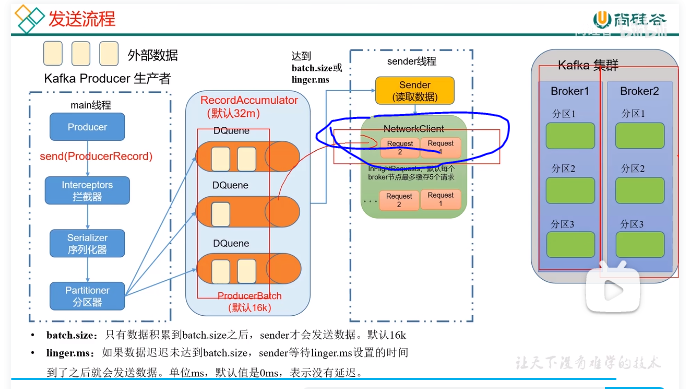 发送流程
尚硅谷
外部数据
Kafka Producer 生产者
main线程
Producer
send(ProducerRecord)
Interceptors
拦截器
Serializer
序列化器
Partitioner
分区器
RecordAccumulator
(默认32m)
DQuene
DQuene
DQuene
ProducerBatch
(默认16k)
达到
batch.size或
linger.ms
sender线程
Sender
(读取数据)
NetworkClient
Request
2
Request
1
InFlightRequests，默认每个
broker节点最多缓存5个请求
...
Request
2
Request
1
Kafka 集群
Broker1
分区1
分区2
分区3
Broker2
分区1
分区2
分区3
• batch.size：只有数据积累到batch.size之后，sender才会发送数据。默认16k
• linger.ms：如果数据迟迟未达到batch.size，sender等待linger.ms设置的时间
到了之后就会发送数据。单位ms，默认值是0ms，表示没有延迟。
让天下没有难学的技术